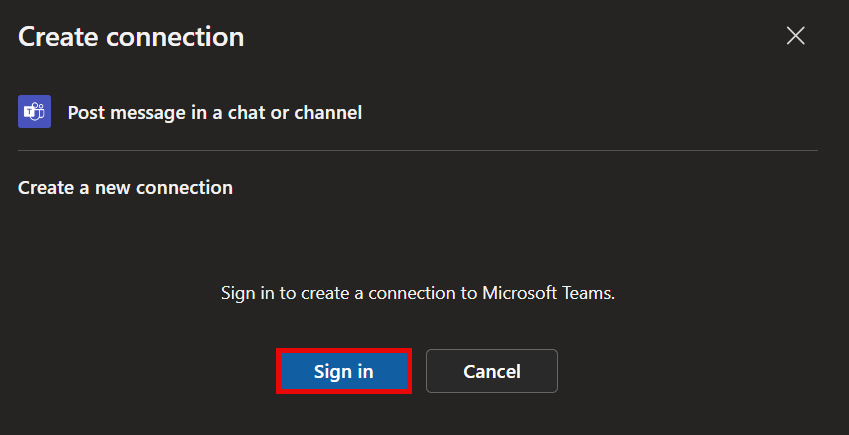 Create connection
Post message in a chat or channel
Create a new connection
Sign in to create a connection to Microsoft Teams.
Sign in
Cancel